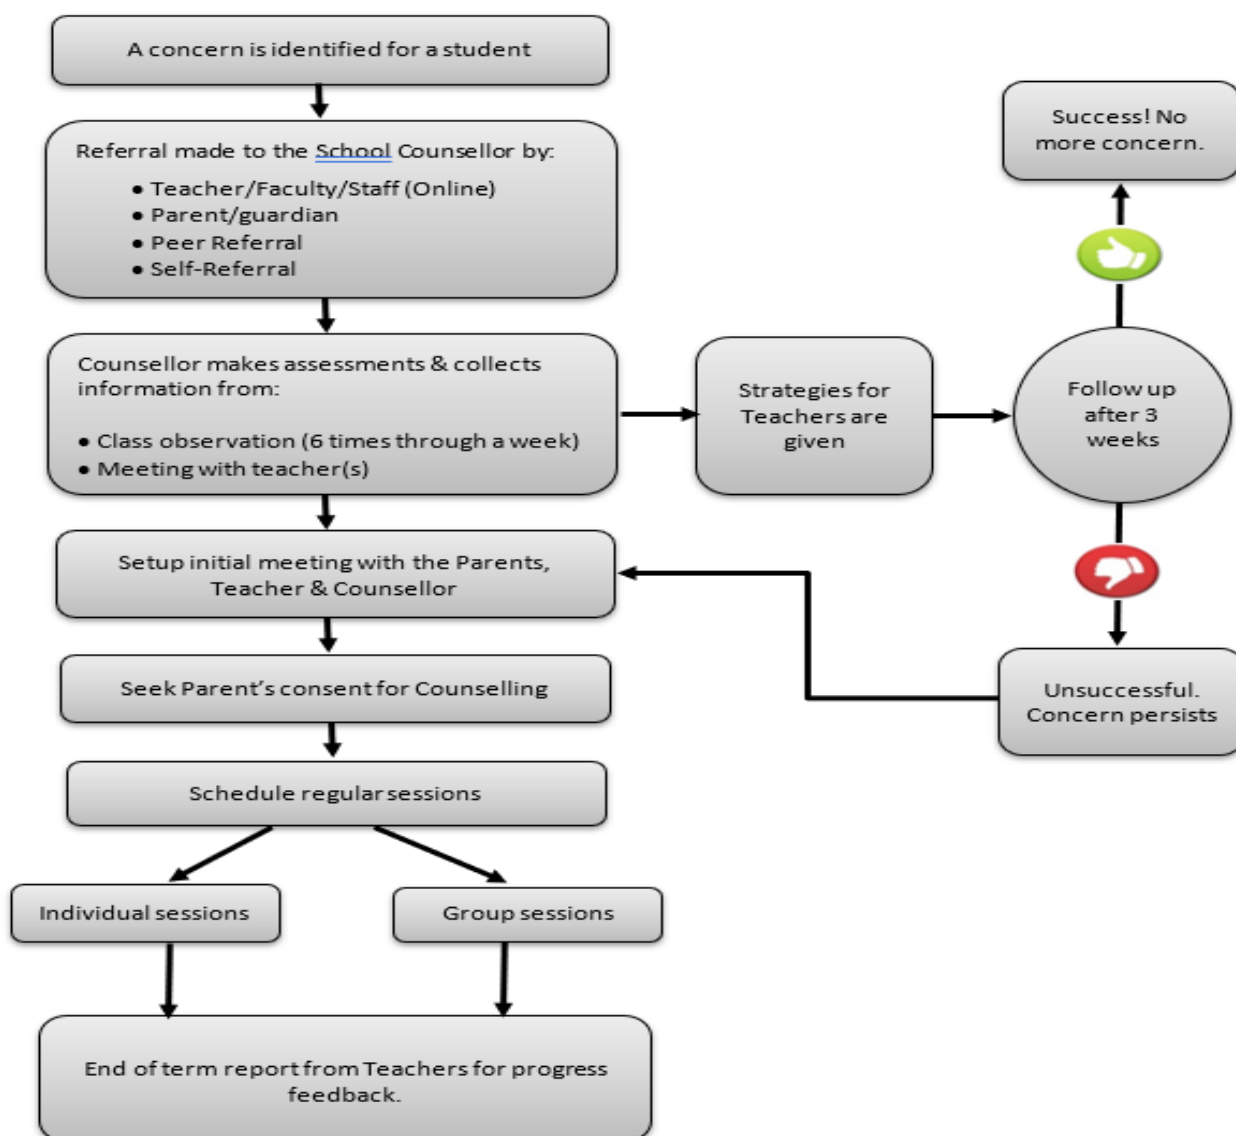 A concern is identified for a student
Referral made to the School Counsellor by:
• Teacher/Faculty/Staff (Online)
• Parent/guardian
• Peer Referral
• Self-Referral
Counsellor makes assessments & collects
information from:
• Class observation (6 times through a week)
• Meeting with teacher(s)
Strategies for
Teachers are
given
Follow up
after 3
weeks
Success! No
more concern.
Unsuccessful.
Concern persists
Setup initial meeting with the Parents,
Teacher & Counsellor
Seek Parent's consent for Counselling
Schedule regular sessions
Individual sessions
Group sessions
End of term report from Teachers for progress
feedback.